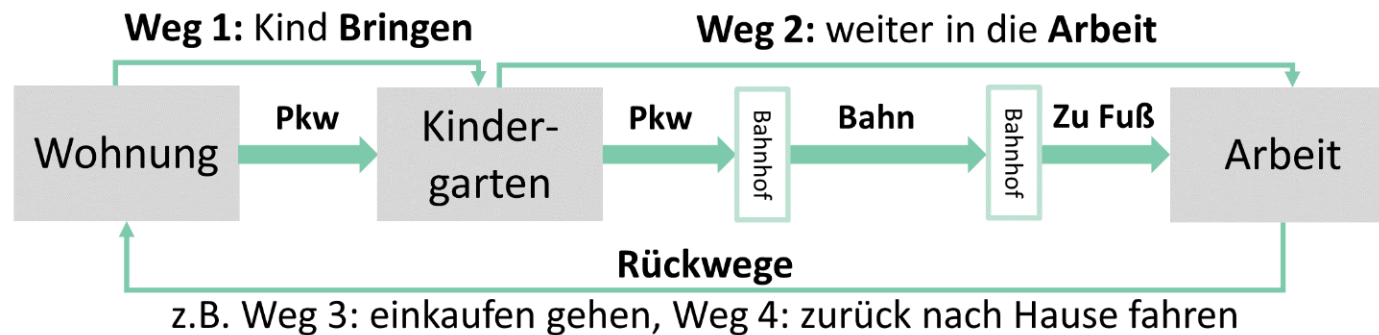 Weg 1: Kind Bringen
Weg 2: weiter in die Arbeit
Wohnung
Pkw
Kinder-
garten
Pkw
Bahnhof
Bahn
Bahnhof
Zu Fuß
Arbeit
Rückwege
z.B. Weg 3: einkaufen gehen, Weg 4: zurück nach Hause fahren